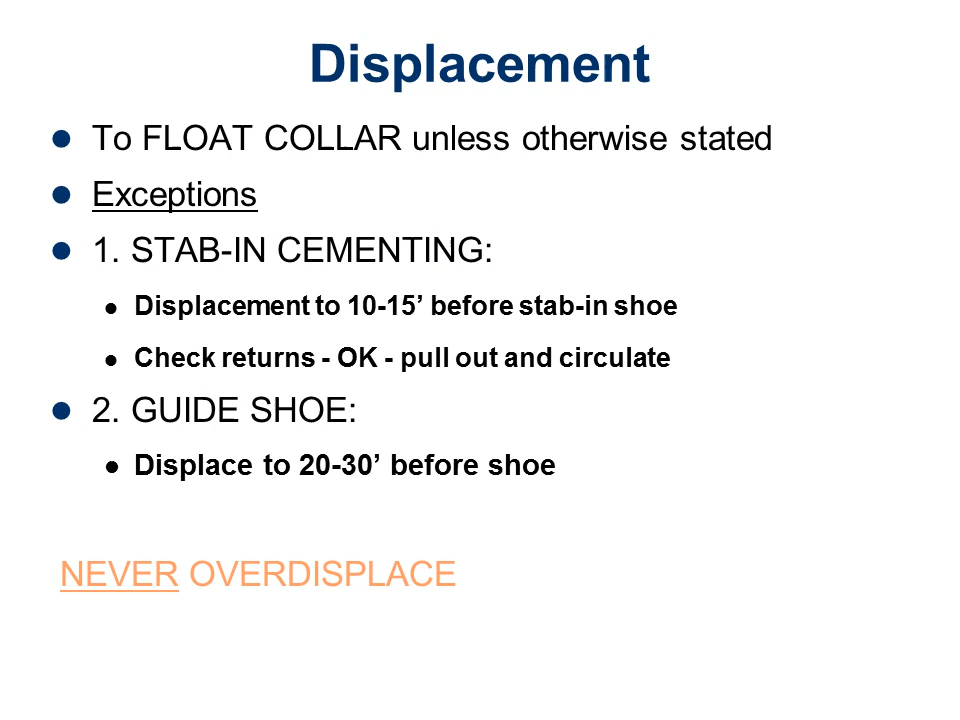 Displacement
To FLOAT COLLAR unless otherwise stated
Exceptions
1. STAB-IN CEMENTING:
Displacement to 10-15’ before stab-in shoe
Check returns - OK - pull out and circulate
2. GUIDE SHOE:
Displace to 20-30’ before shoe
NEVER OVERDISPLACE